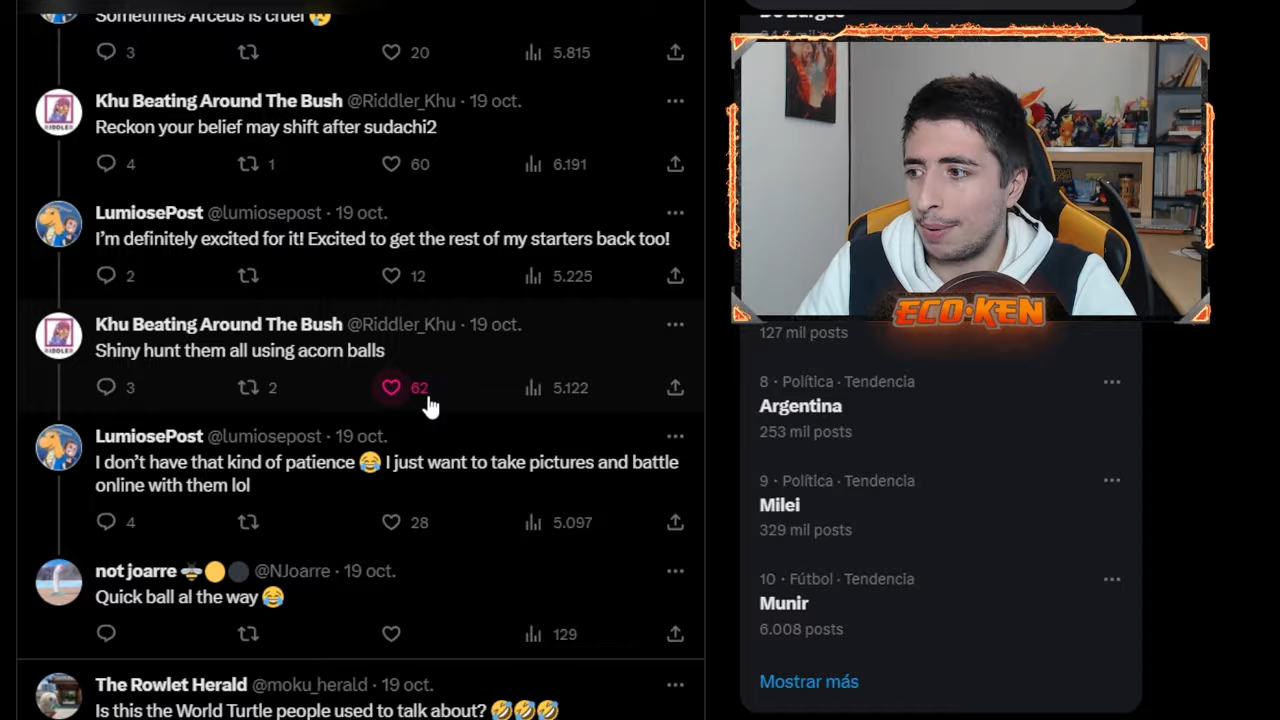 Sometimes Arceus is cruel 😢
3 20 5.815
Khu Beating Around The Bush @Riddler_Khu · 19 oct.
Reckon your belief may shift after sudachi2
4 1 60 6.191
LumiosePost @lumiosepost · 19 oct.
I'm definitely excited for it! Excited to get the rest of my starters back too!
2 12 5.225
Khu Beating Around The Bush @Riddler_Khu · 19 oct.
Shiny hunt them all using acorn balls
3 2 62 5.122
LumiosePost @lumiosepost · 19 oct.
I don't have that kind of patience 😂 I just want to take pictures and battle
online with them lol
4 28 5.097
not joarre 🐝🟡⚫ @NJoarre · 19 oct.
Quick ball al the way 😂
129
The Rowlet Herald @moku_herald · 19 oct.
Is this the World Turtle people used to talk about? 🤣🤣🤣
RIDDLER
RIDDLER
ECO·KEN
127 mil posts
8 · Política · Tendencia
Argentina
253 mil posts
9 · Política · Tendencia
Milei
329 mil posts
10 · Fútbol · Tendencia
Munir
6.008 posts
Mostrar más